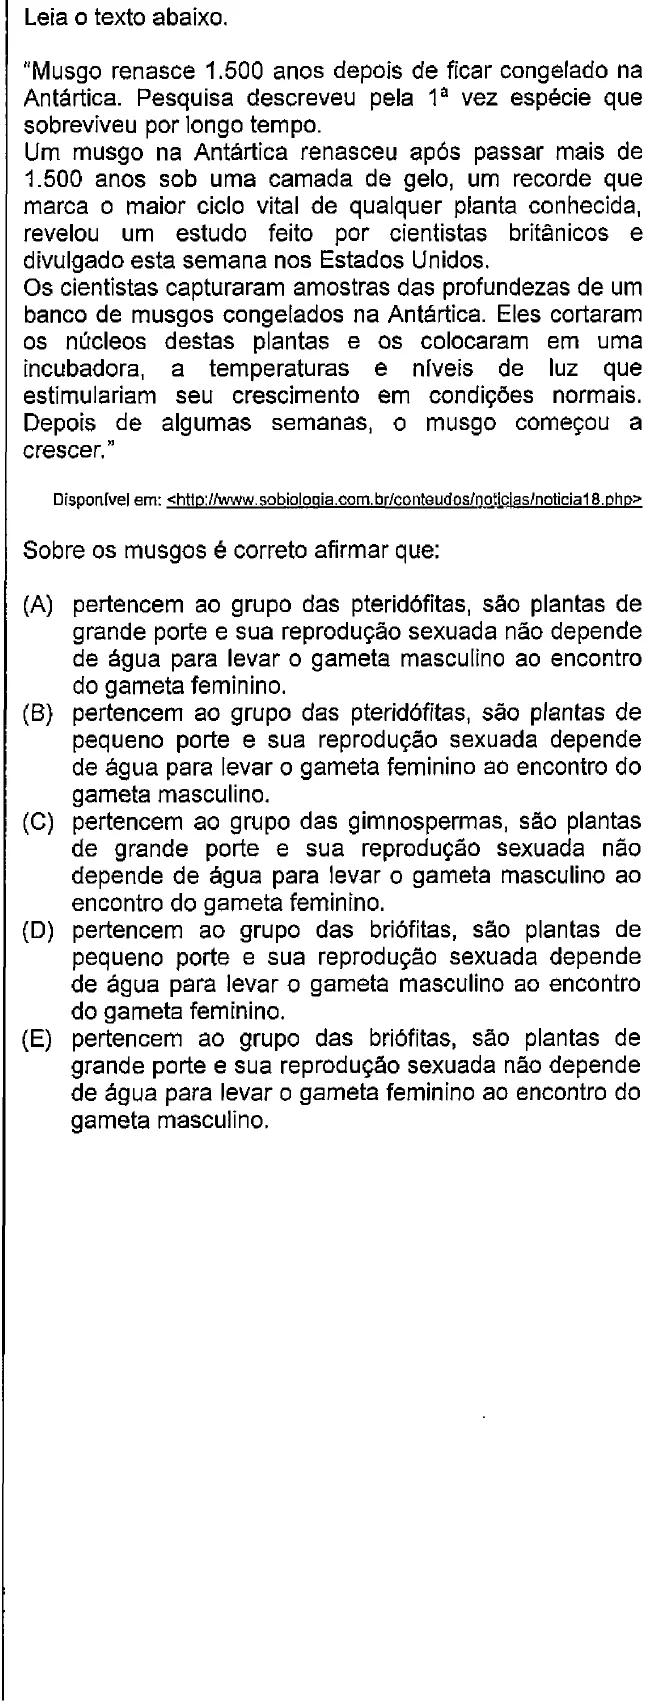 Leia o texto abaixo.
"Musgo renasce 1.500 anos depois de ficar congelado na
Antártica. Pesquisa descreveu pela 1ª vez espécie que
sobreviveu por longo tempo.
Um musgo na Antártica renasceu após passar mais de
1.500 anos sob uma camada de gelo, um recorde que
marca o maior ciclo vital de qualquer planta conhecida,
revelou um estudo feito por cientistas britânicos e
divulgado esta semana nos Estados Unidos.
Os cientistas capturaram amostras das profundezas de um
banco de musgos congelados na Antártica. Eles cortaram
os núcleos destas plantas e os colocaram em uma
incubadora, a temperaturas e níveis de luz que
estimulariam seu crescimento em condições normais.
Depois de algumas semanas, o musgo começou a
crescer."
Disponível em: <http://www.sobiologia.com.br/conteudos/noticias/noticia18.php>
Sobre os musgos é correto afirmar que:
(A) pertencem ao grupo das pteridófitas, são plantas de
grande porte e sua reprodução sexuada não depende
de água para levar o gameta masculino ao encontro
do gameta feminino.
(B) pertencem ao grupo das pteridófitas, são plantas de
pequeno porte e sua reprodução sexuada depende
de água para levar o gameta feminino ao encontro do
gameta masculino.
(C) pertencem ao grupo das gimnospermas, são plantas
de grande porte e sua reprodução sexuada não
depende de água para levar o gameta masculino ao
encontro do gameta feminino.
(D) pertencem ao grupo das briófitas, são plantas de
pequeno porte e sua reprodução sexuada depende
de água para levar o gameta masculino ao encontro
do gameta feminino.
(E) pertencem ao grupo das briófitas, são plantas de
grande porte e sua reprodução sexuada não depende
de água para levar o gameta feminino ao encontro do
gameta masculino.